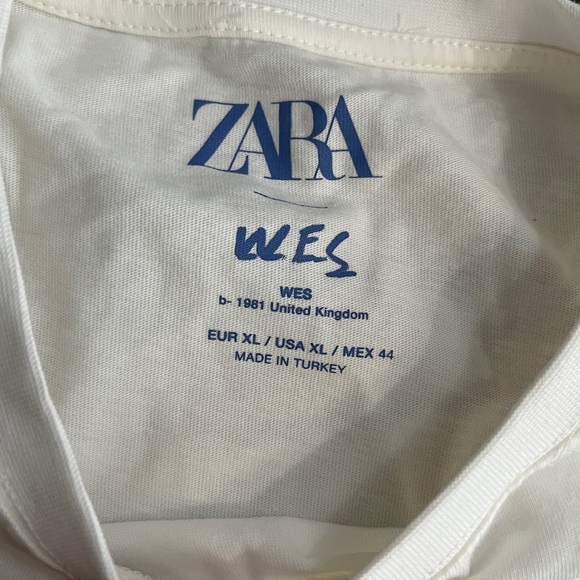 ZARA
WES
WES
b- 1981 United Kingdom
EUR XL / USA XL / MEX 44
MADE IN TURKEY